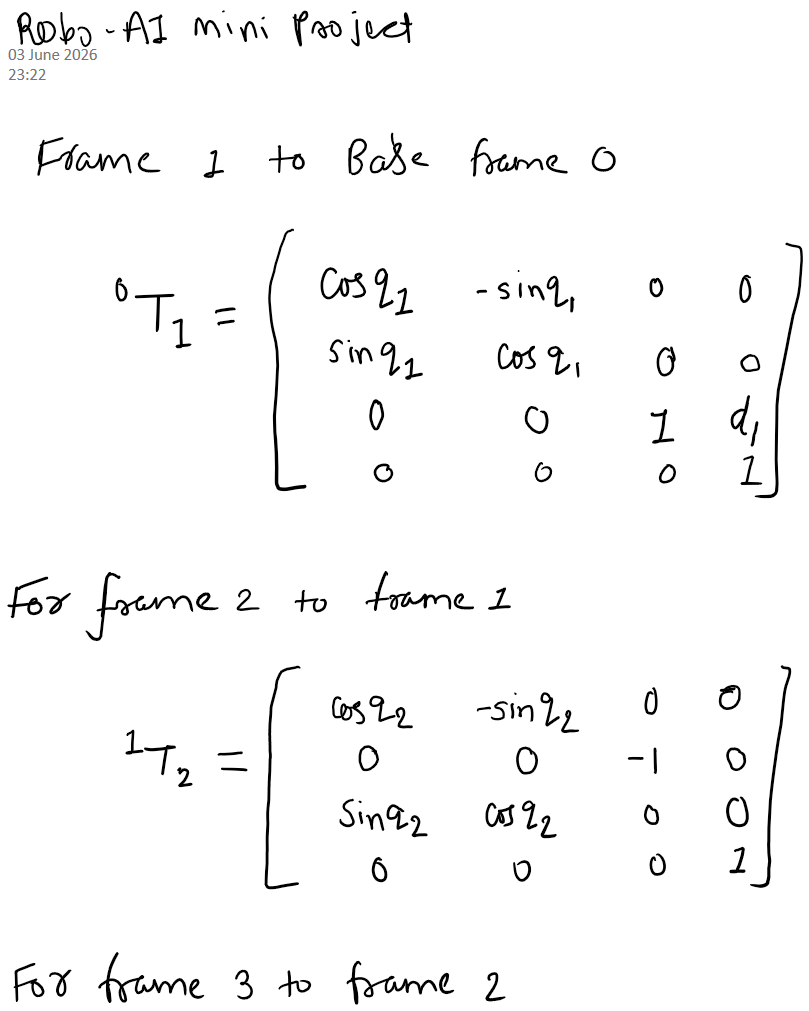 Robo-AI mini Project
03 June 2026
23:22
Frame 1 to Base frame 0
⁰T₁ = [ cos q₁ -sin q₁ 0 0
sin q₁ cos q₁ 0 0
0 0 1 d₁
0 0 0 1 ]
For frame 2 to frame 1
¹T₂ = [ cos q₂ -sin q₂ 0 0
0 0 -1 0
sin q₂ cos q₂ 0 0
0 0 0 1 ]
For frame 3 to frame 2